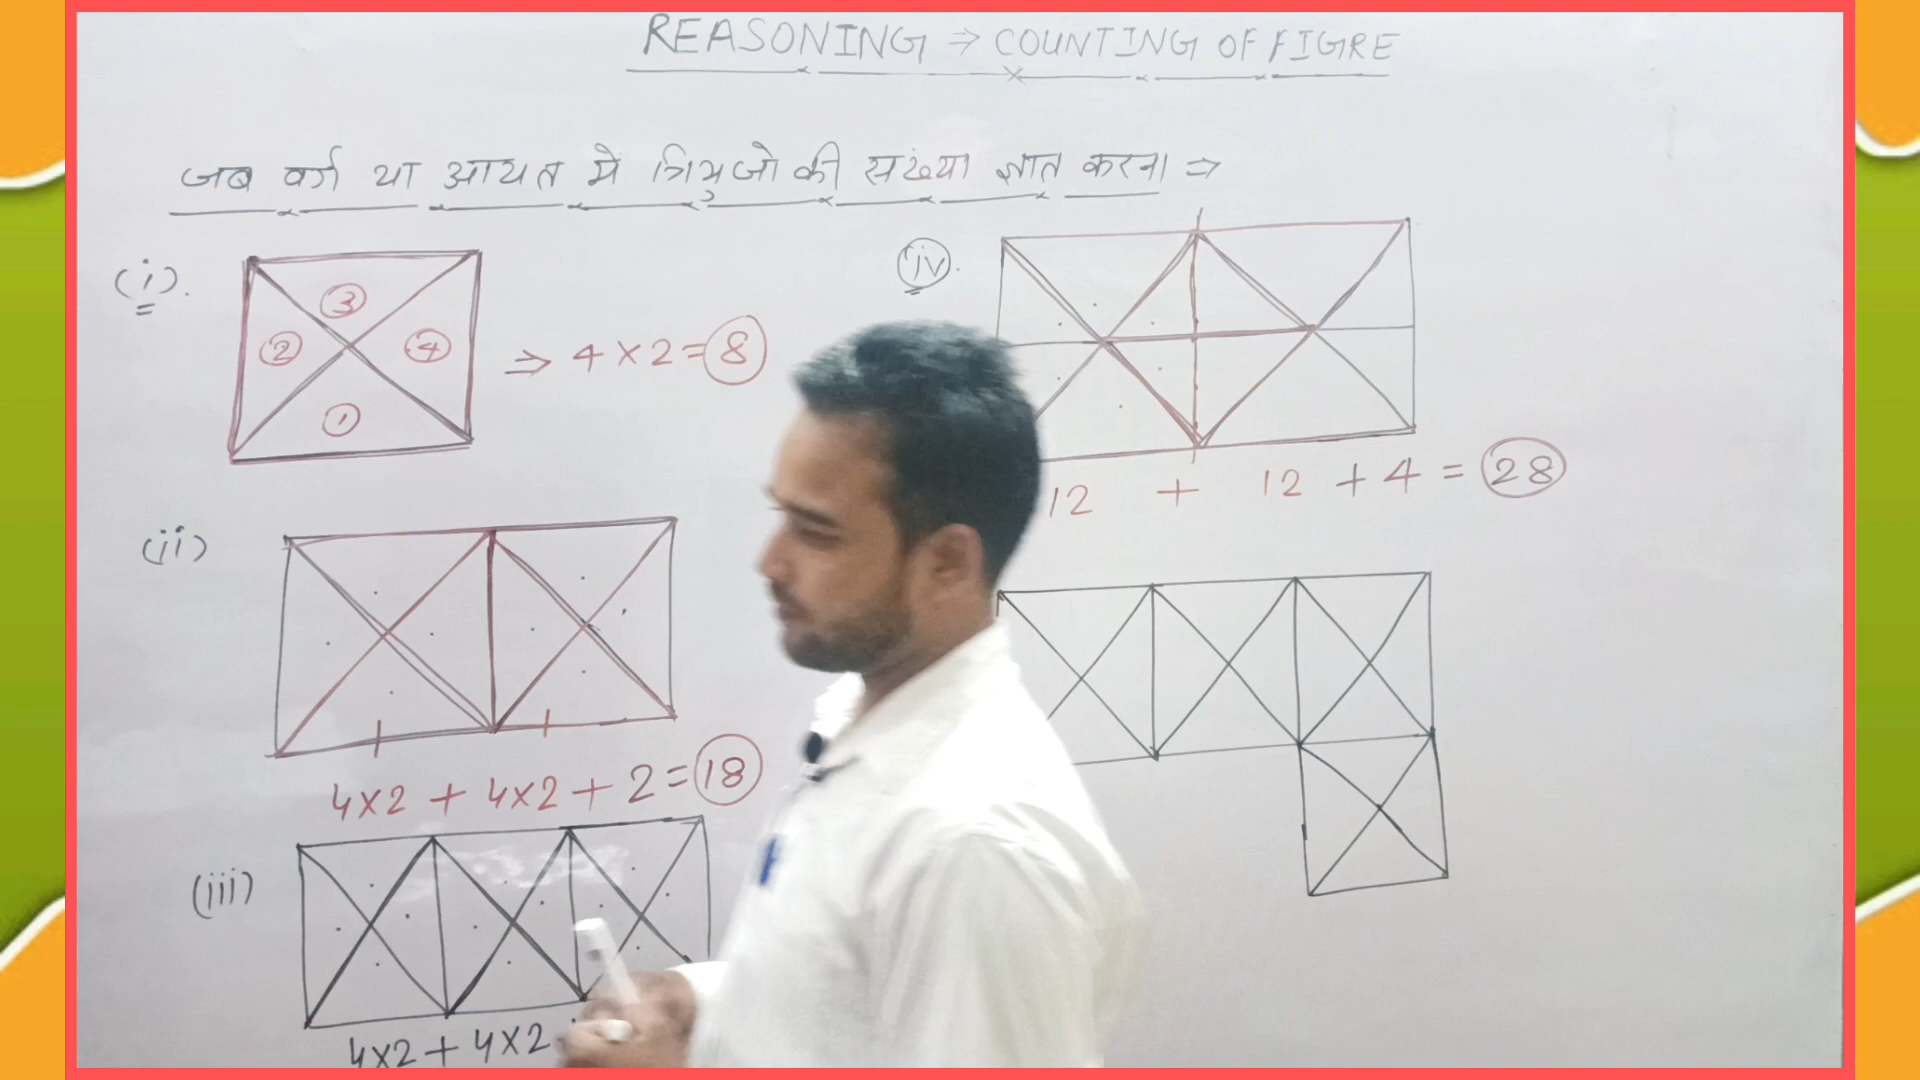 REASONING ⇒ COUNTING OF FIGRE
जब वर्ग या आयत मे त्रिभुजो की संख्या ज्ञात करना ⇒
(i).
3
2
4
1
⇒ 4 × 2 = 8
(ii)
4×2 + 4×2 + 2 = 18
(iii)
4×2 + 4×2
(iv).
12 + 12 + 4 = 28